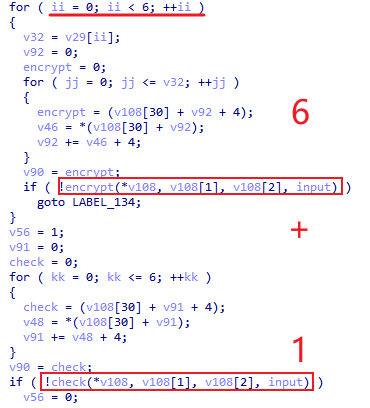 for ( ii = 0; ii < 6; ++ii )
{
v32 = v29[ii];
v92 = 0;
encrypt = 0;
for ( jj = 0; jj <= v32; ++jj )
{
encrypt = (v108[30] + v92 + 4);
v46 = *(v108[30] + v92);
v92 += v46 + 4;
}
6
v90 = encrypt;
if ( !encrypt(*v108, v108[1], v108[2], input) )
goto LABEL_134;
}
+
v56 = 1;
v91 = 0;
check = 0;
for ( kk = 0; kk <= 6; ++kk )
{
check = (v108[30] + v91 + 4);
v48 = *(v108[30] + v91);
v91 += v48 + 4;
}
1
v90 = check;
if ( !check(*v108, v108[1], v108[2], input) )
v56 = 0;